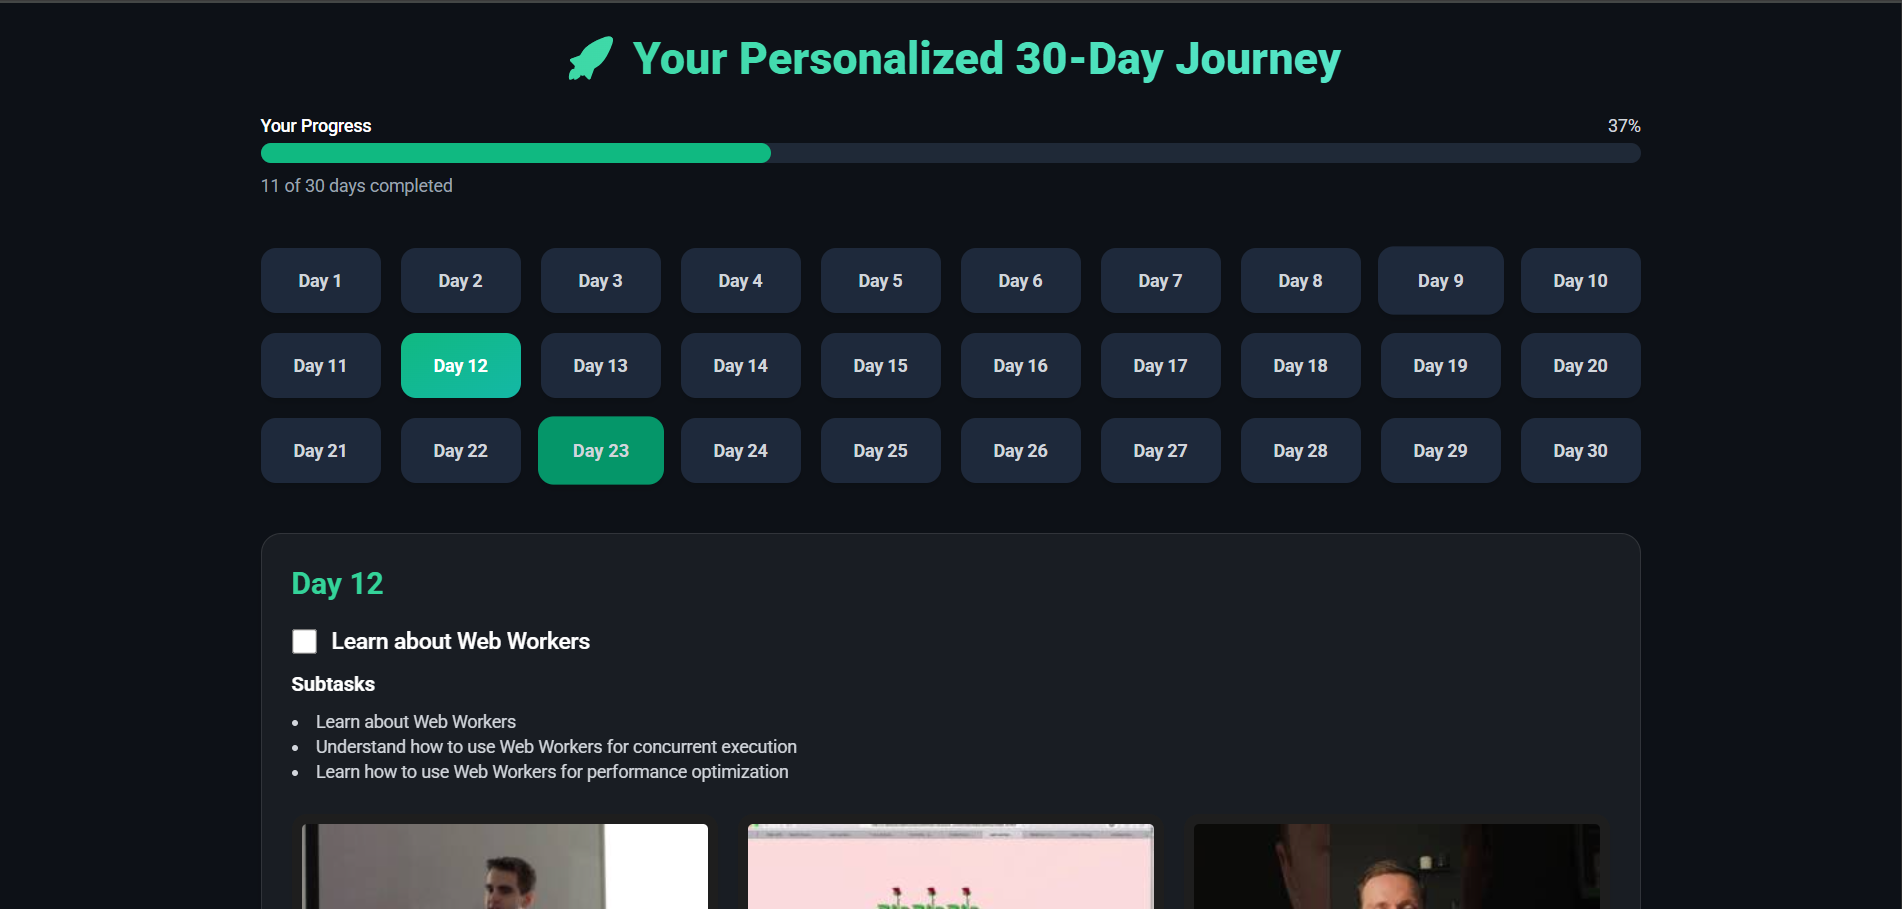 Your Personalized 30-Day Journey
Your Progress 37%
11 of 30 days completed
Day 1 Day 2 Day 3 Day 4 Day 5 Day 6 Day 7 Day 8 Day 9 Day 10
Day 11 Day 12 Day 13 Day 14 Day 15 Day 16 Day 17 Day 18 Day 19 Day 20
Day 21 Day 22 Day 23 Day 24 Day 25 Day 26 Day 27 Day 28 Day 29 Day 30
Day 12
Learn about Web Workers
Subtasks
Learn about Web Workers
Understand how to use Web Workers for concurrent execution
Learn how to use Web Workers for performance optimization